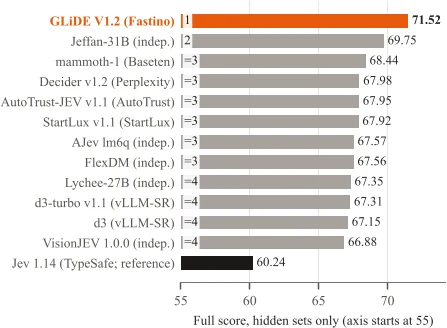 GLiDE V1.2 (Fastino) 1 71.52
Jeffan-31B (indep.) 2 69.75
mammoth-1 (Baseten) =3 68.44
Decider v1.2 (Perplexity) =3 67.98
AutoTrust-JEV v1.1 (AutoTrust) =3 67.95
StartLux v1.1 (StartLux) =3 67.92
AJev lm6q (indep.) =3 67.57
FlexDM (indep.) =3 67.56
Lychee-27B (indep.) =4 67.35
d3-turbo v1.1 (vLLM-SR) =4 67.31
d3 (vLLM-SR) =4 67.15
VisionJEV 1.0.0 (indep.) =4 66.88
Jev 1.14 (TypeSafe; reference) 60.24
55 60 65 70
Full score, hidden sets only (axis starts at 55)